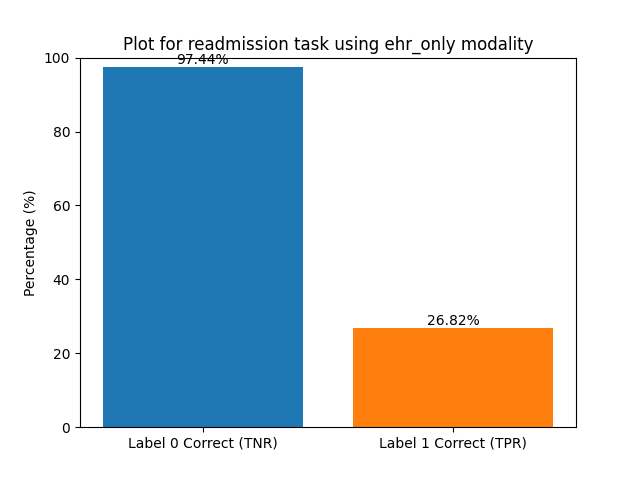 Plot for readmission task using ehr_only modality
97.44%
26.82%
Percentage (%)
100
80
60
40
20
0
Label 0 Correct (TNR)
Label 1 Correct (TPR)